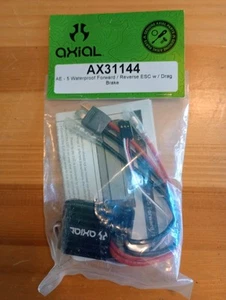 AXIAL
AX31144
AE - 5 Waterproof Forward / Reverse ESC w / Drag
Brake
AXIAL